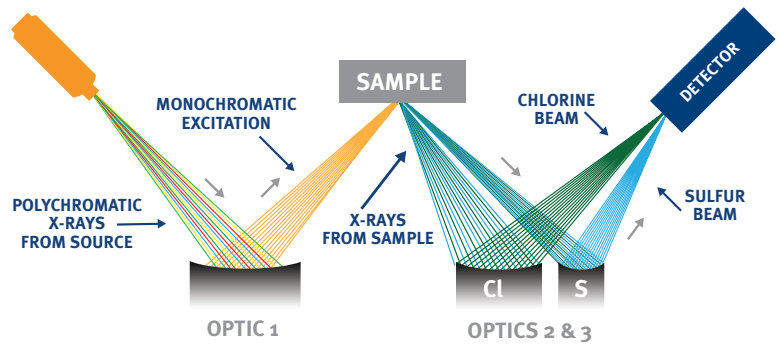 SAMPLE
DETECTOR
MONOCHROMATIC
EXCITATION
CHLORINE
BEAM
POLYCHROMATIC
X-RAYS
FROM SOURCE
X-RAYS
FROM SAMPLE
SULFUR
BEAM
Cl
S
OPTIC 1
OPTICS 2 & 3